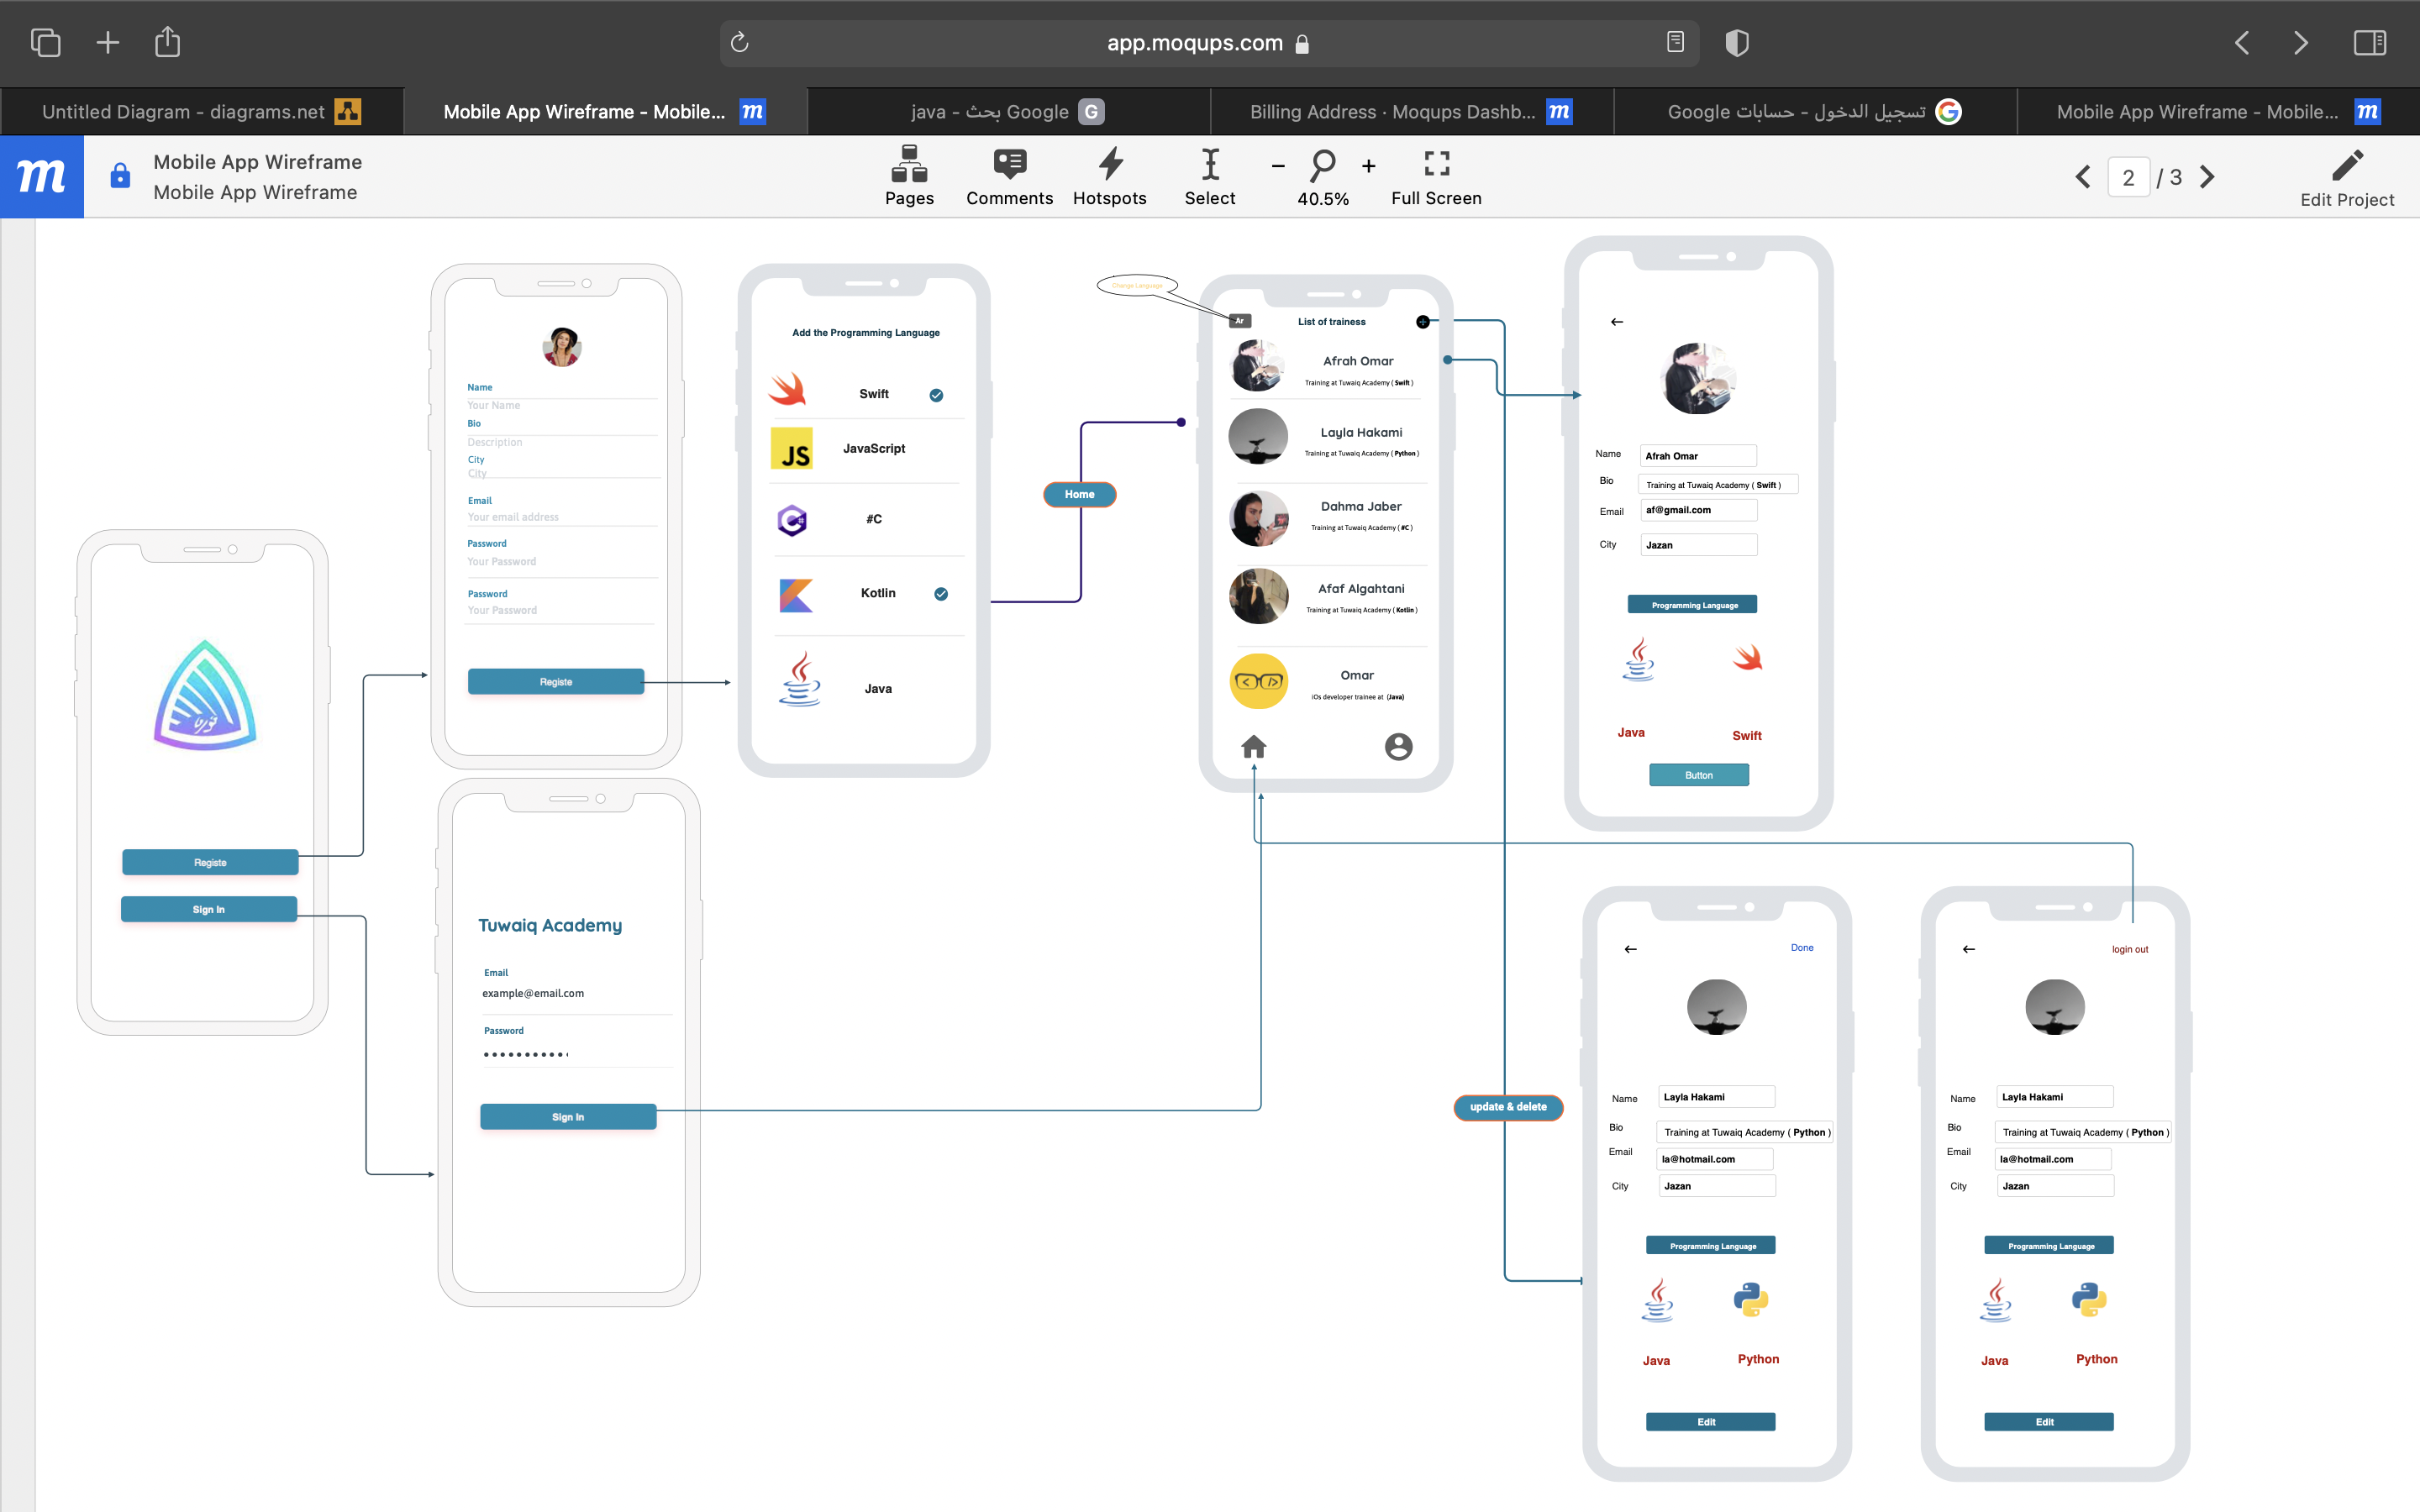 app.moqups.com
Untitled Diagram - diagrams.net
Mobile App Wireframe - Mobile...
java - بحث Google
Billing Address · Moqups Dashb...
تسجيل الدخول - حسابات Google
Mobile App Wireframe - Mobile...
Mobile App Wireframe
Mobile App Wireframe
Pages
Comments
Hotspots
Select
40.5%
Full Screen
2 / 3
Edit Project
Registe
Sign In
Name
Your Name
Bio
Description
City
City
Email
Your email address
Password
Your Password
Password
Your Password
Registe
Tuwaiq Academy
Email
example@email.com
Password
Sign In
Add the Programming Language
Swift
JS
JavaScript
#C
Kotlin
Java
Home
Change Language
Ar
List of trainess
Afrah Omar
Training at Tuwaiq Academy ( Swift )
Layla Hakami
Training at Tuwaiq Academy ( Python )
Dahma Jaber
Training at Tuwaiq Academy ( #C )
Afaf Algahtani
Training at Tuwaiq Academy ( Kotlin )
Omar
iOs developer trainee at (Java)
Name
Afrah Omar
Bio
Training at Tuwaiq Academy ( Swift )
Email
af@gmail.com
City
Jazan
Programming Language
Java
Swift
Button
update & delete
Done
Name
Layla Hakami
Bio
Training at Tuwaiq Academy ( Python )
Email
la@hotmail.com
City
Jazan
Programming Language
Java
Python
Edit
login out
Name
Layla Hakami
Bio
Training at Tuwaiq Academy ( Python )
Email
la@hotmail.com
City
Jazan
Programming Language
Java
Python
Edit